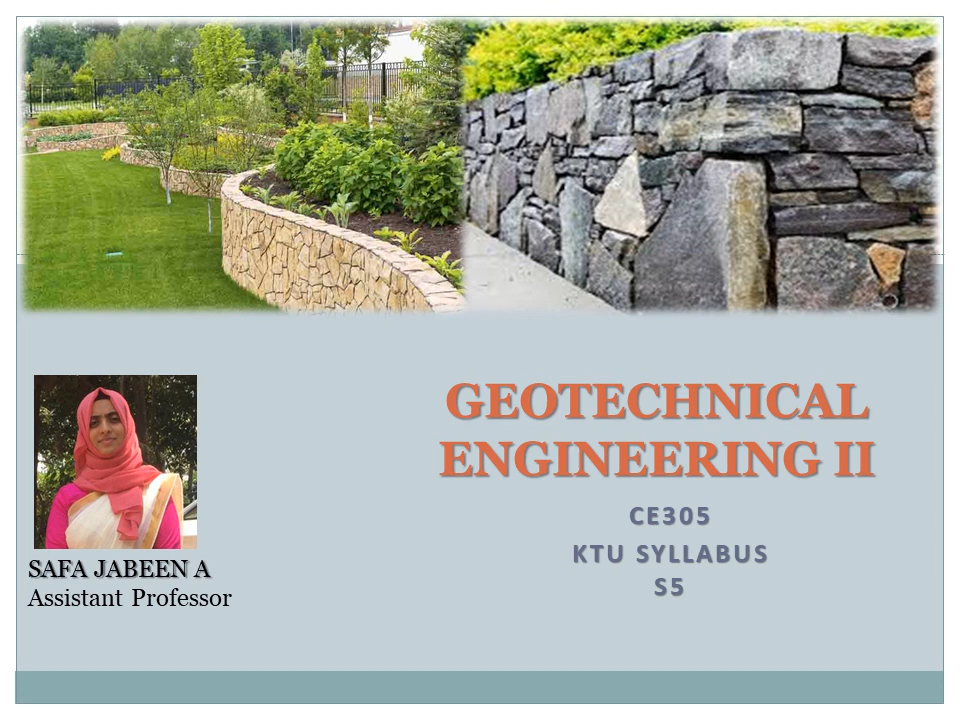 GEOTECHNICAL
ENGINEERING II
CE305
KTU SYLLABUS
S5
SAFA JABEEN A
Assistant Professor